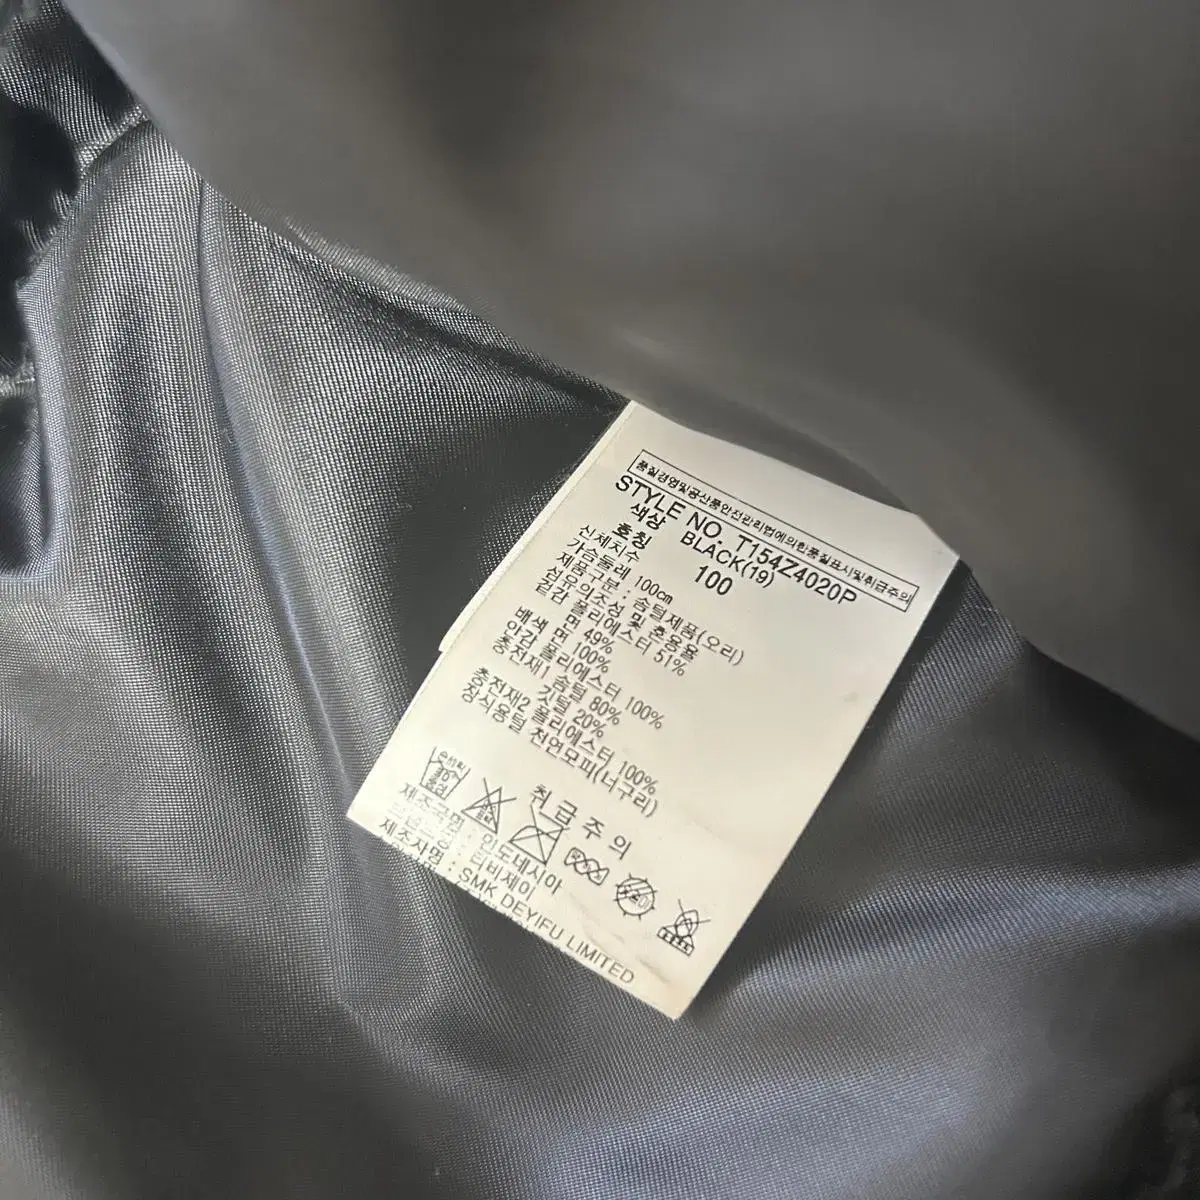 품질경영및공산품안전관리법에의한품질표시및취급주의
STYLE NO. T154Z4020P
색상 BLACK(19)
호칭 100
신체치수
가슴둘레 100cm
제품구분 : 솜털제품(오리)
섬유의조성 및 혼용율
겉감 폴리에스터 51%
면 49%
배색 면 100%
안감 폴리에스터 100%
충전재1 솜털 80%
깃털 20%
충전재2 폴리에스터 100%
장식용털 천연모피(너구리)
취급주의
제조국명 : 인도네시아
티비제이
제조자명 : SMK DEYIFU LIMITED